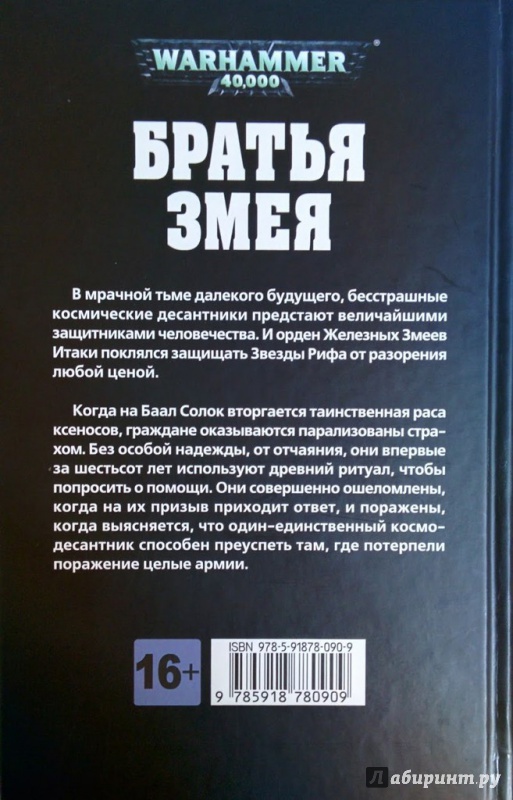 WARHAMMER®
40,000
БРАТЬЯ
ЗМЕЯ
В мрачной тьме далекого будущего, бесстрашные
космические десантники предстают величайшими
защитниками человечества. И орден Железных Змеев
Итаки поклялся защищать Звезды Рифа от разорения
любой ценой.
Когда на Баал Солок вторгается таинственная раса
ксеносов, граждане оказываются парализованы стра-
хом. Без особой надежды, от отчаяния, они впервые
за шестьсот лет используют древний ритуал, чтобы
попросить о помощи. Они совершенно ошеломлены,
когда на их призыв приходит ответ, и поражены,
когда выясняется, что один-единственный космо-
десантник способен преуспеть там, где потерпели
поражение целые армии.
16+
ISBN 978-5-91878-090-9
9 785918 780909
Лабиринт.ру